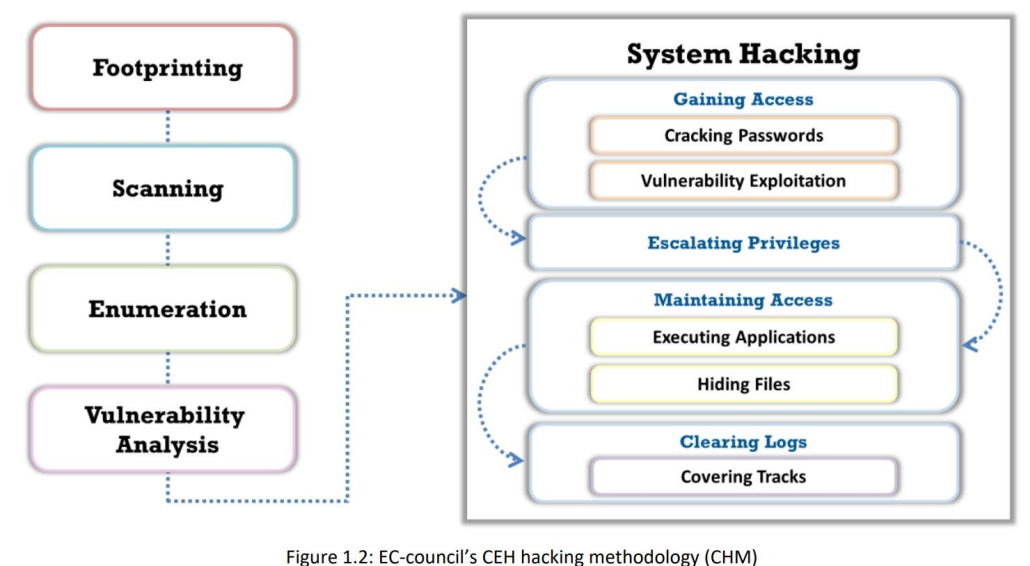 Footprinting
Scanning
Enumeration
Vulnerability
Analysis
System Hacking
Gaining Access
Cracking Passwords
Vulnerability Exploitation
Escalating Privileges
Maintaining Access
Executing Applications
Hiding Files
Clearing Logs
Covering Tracks
Figure 1.2: EC-council’s CEH hacking methodology (CHM)